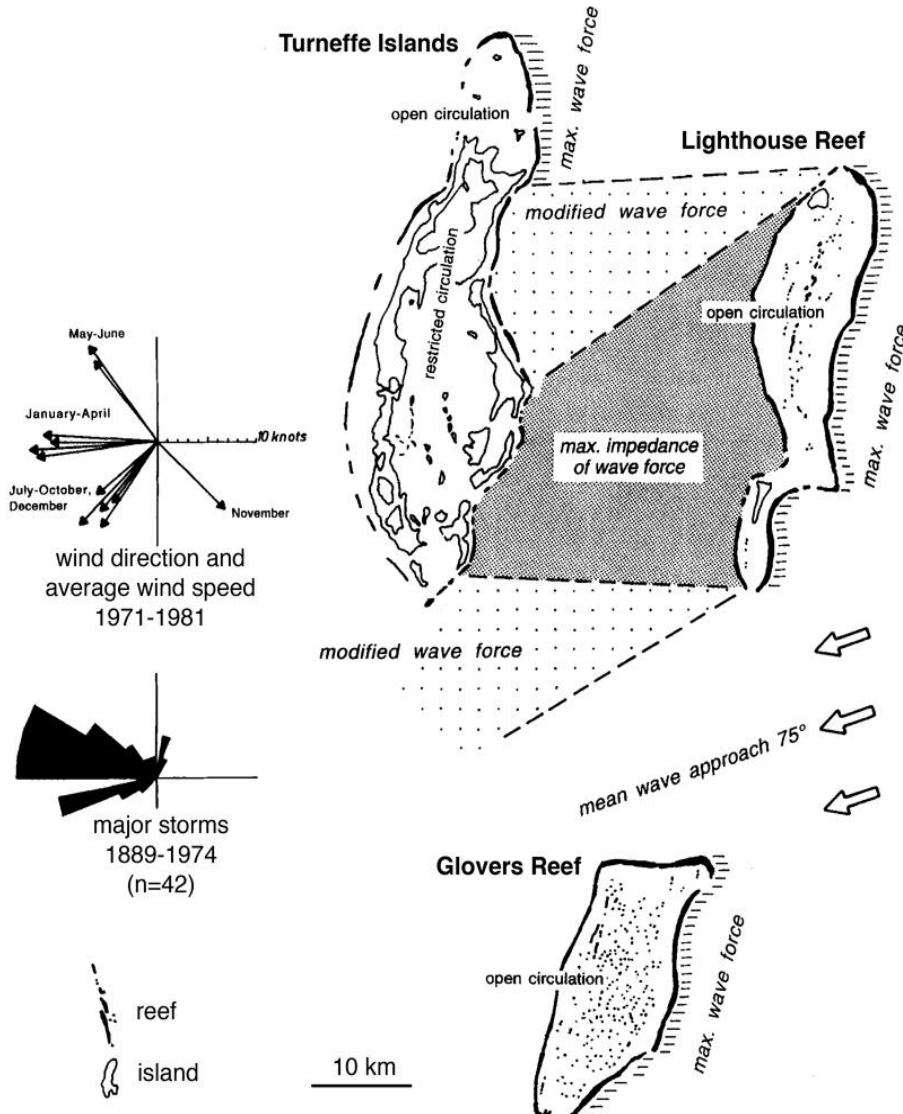 Turneffe Islands
max. wave force
open circulation
Lighthouse Reef
modified wave force
restricted circulation
open circulation
max. wave force
May-June
January-April
10 knots
July-October,
December
November
max. impedance
of wave force
wind direction and
average wind speed
1971-1981
modified wave force
mean wave approach 75°
major storms
1889-1974
(n=42)
Glovers Reef
open circulation
max. wave force
reef
island
10 km